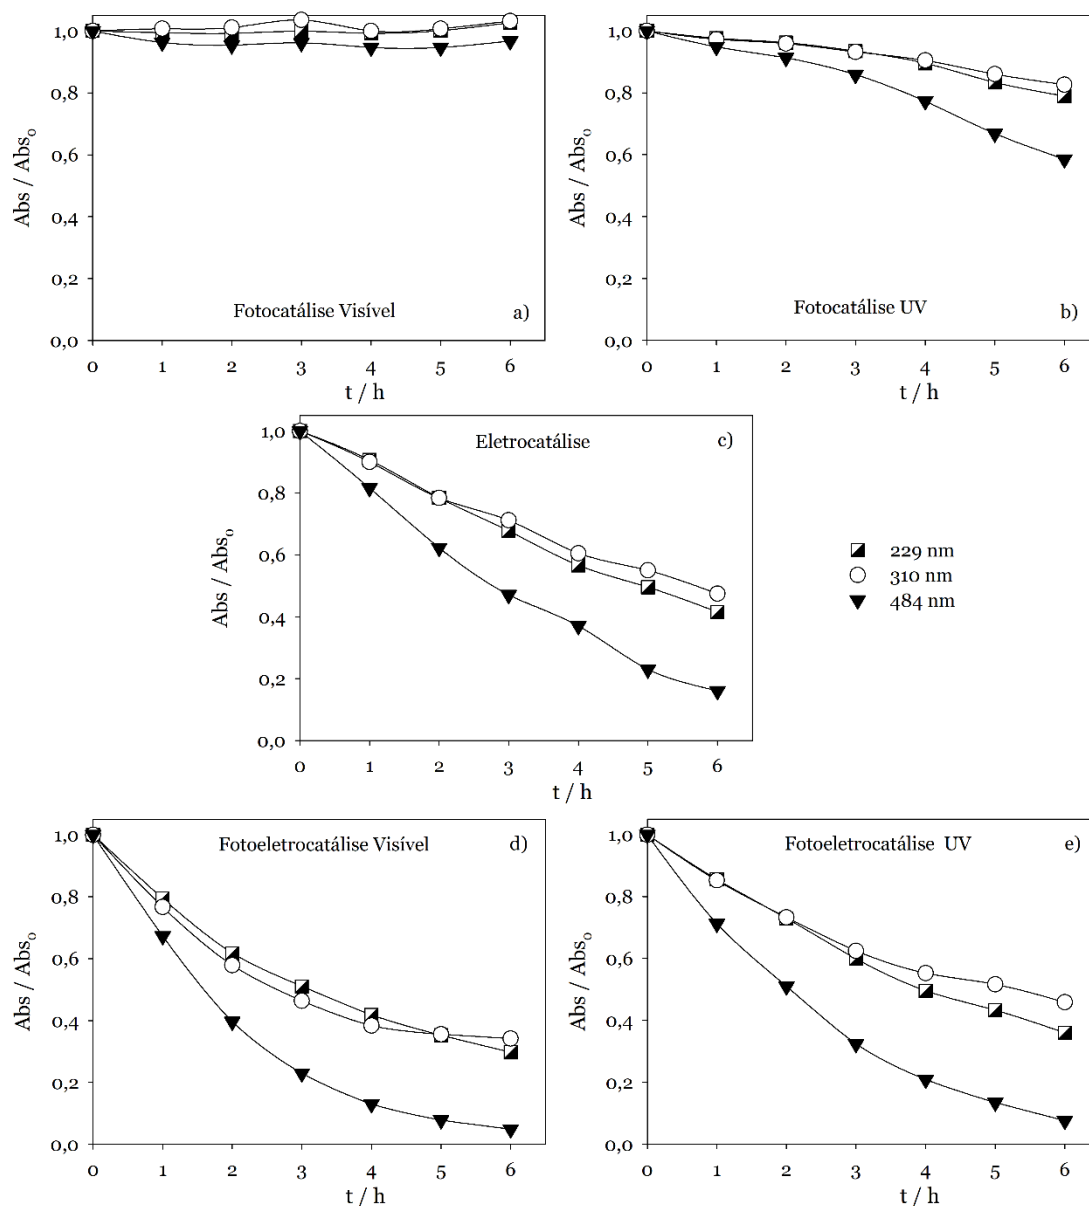 1,0
0,8
0,6
0,4
0,2
0,0
Abs / Abs₀
Fotocatálise Visível
a)
0 1 2 3 4 5 6
t / h
1,0
0,8
0,6
0,4
0,2
0,0
Abs / Abs₀
Fotocatálise UV
b)
0 1 2 3 4 5 6
t / h
1,0
0,8
0,6
0,4
0,2
0,0
Abs / Abs₀
Eletrocatálise
c)
0 1 2 3 4 5 6
t / h
229 nm
310 nm
484 nm
1,0
0,8
0,6
0,4
0,2
0,0
Abs / Abs₀
Fotoeletrocatálise Visível
d)
0 1 2 3 4 5 6
t / h
1,0
0,8
0,6
0,4
0,2
0,0
Abs / Abs₀
Fotoeletrocatálise UV
e)
0 1 2 3 4 5 6
t / h